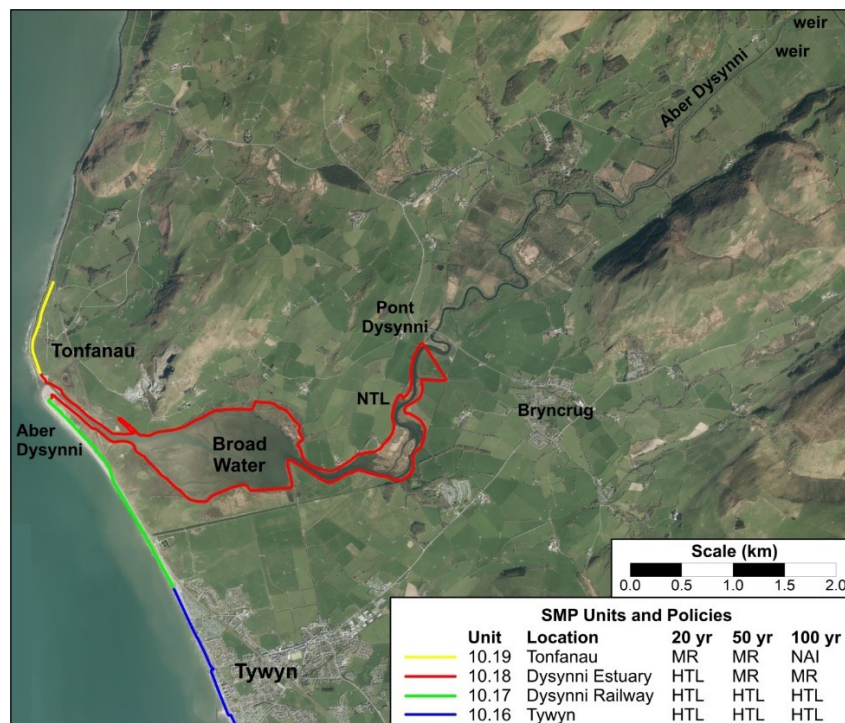 weir
weir
Aber Dysynni
Pont
Dysynni
Tonfanau
NTL
Bryncrug
Aber
Dysynni
Broad
Water
Tywyn
Scale (km)
0.0 0.5 1.0 1.5 2.0
SMP Units and Policies
Unit Location 20 yr 50 yr 100 yr
10.19 Tonfanau MR MR NAI
10.18 Dysynni Estuary HTL MR MR
10.17 Dysynni Railway HTL HTL HTL
10.16 Tywyn HTL HTL HTL